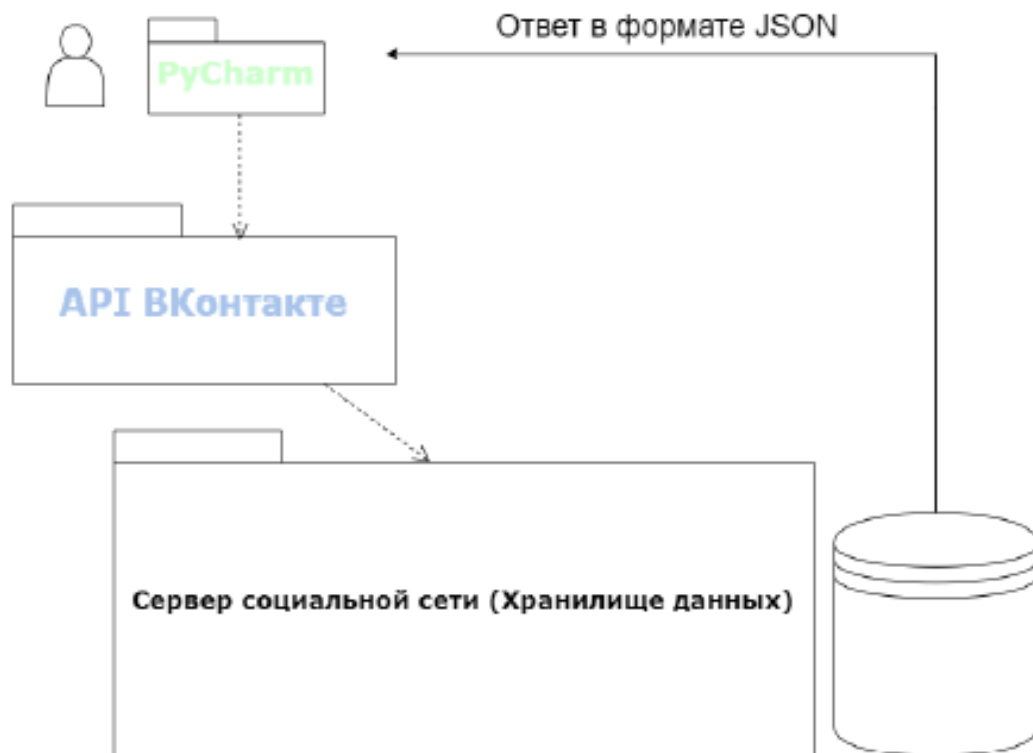 Ответ в формате JSON
PyCharm
API ВКонтакте
Сервер социальной сети (Хранилище данных)